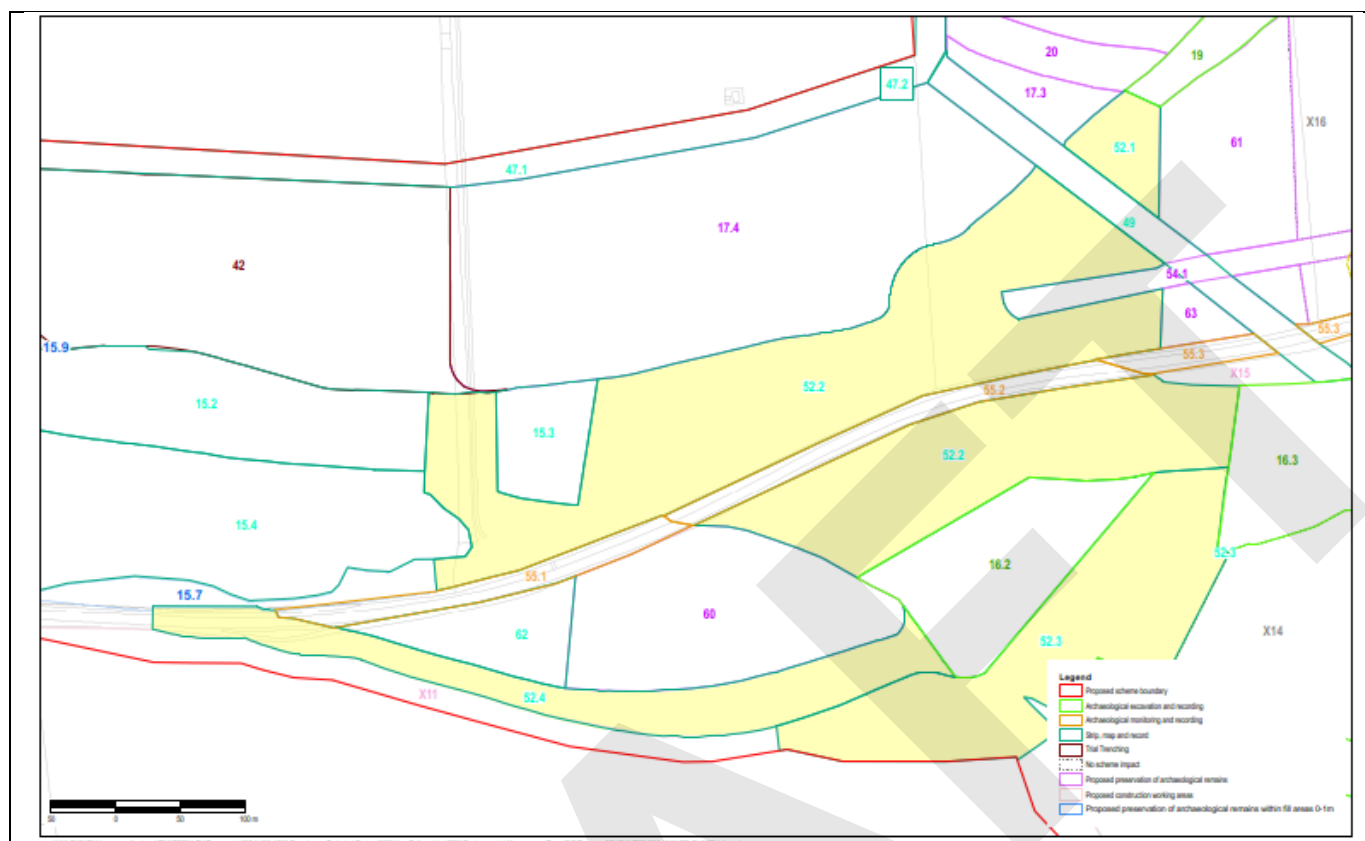 20
19
47.2
17.3
X16
52.1
61
47.1
17.4
49
42
54.1
63
15.9
55.3
55.3
X15
52.2
55.2
15.2
15.3
52.2
16.3
15.4
52.3
16.2
55.1
15.7
62
60
52.3
X14
X11
52.4
Legend
Proposed scheme boundary
Archaeological excavation and recording
Archaeological monitoring and recording
Strip, map and record
Trial Trenching
No scheme impact
Proposed preservation of archaeological remains
Proposed construction working areas
Proposed preservation of archaeological remains within fill areas 0-1m
50 0 50 100 m